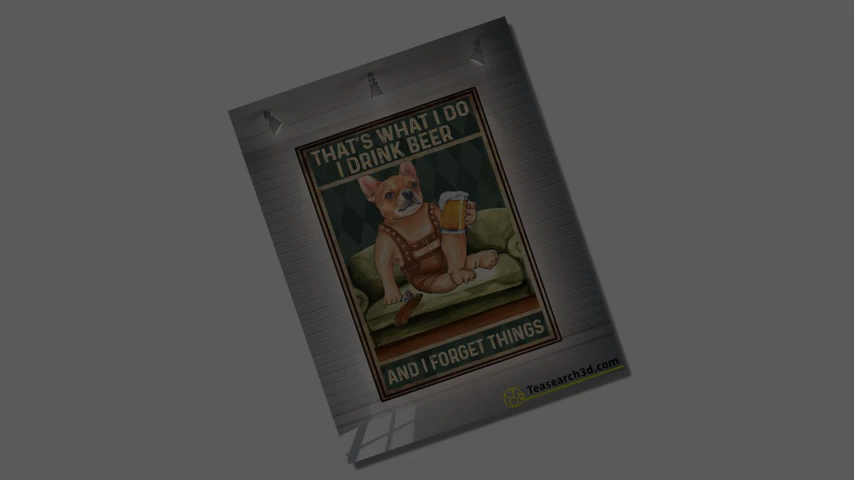 THAT'S WHAT I DO
I DRINK BEER
AND I FORGET THINGS
Teasearch3d.com